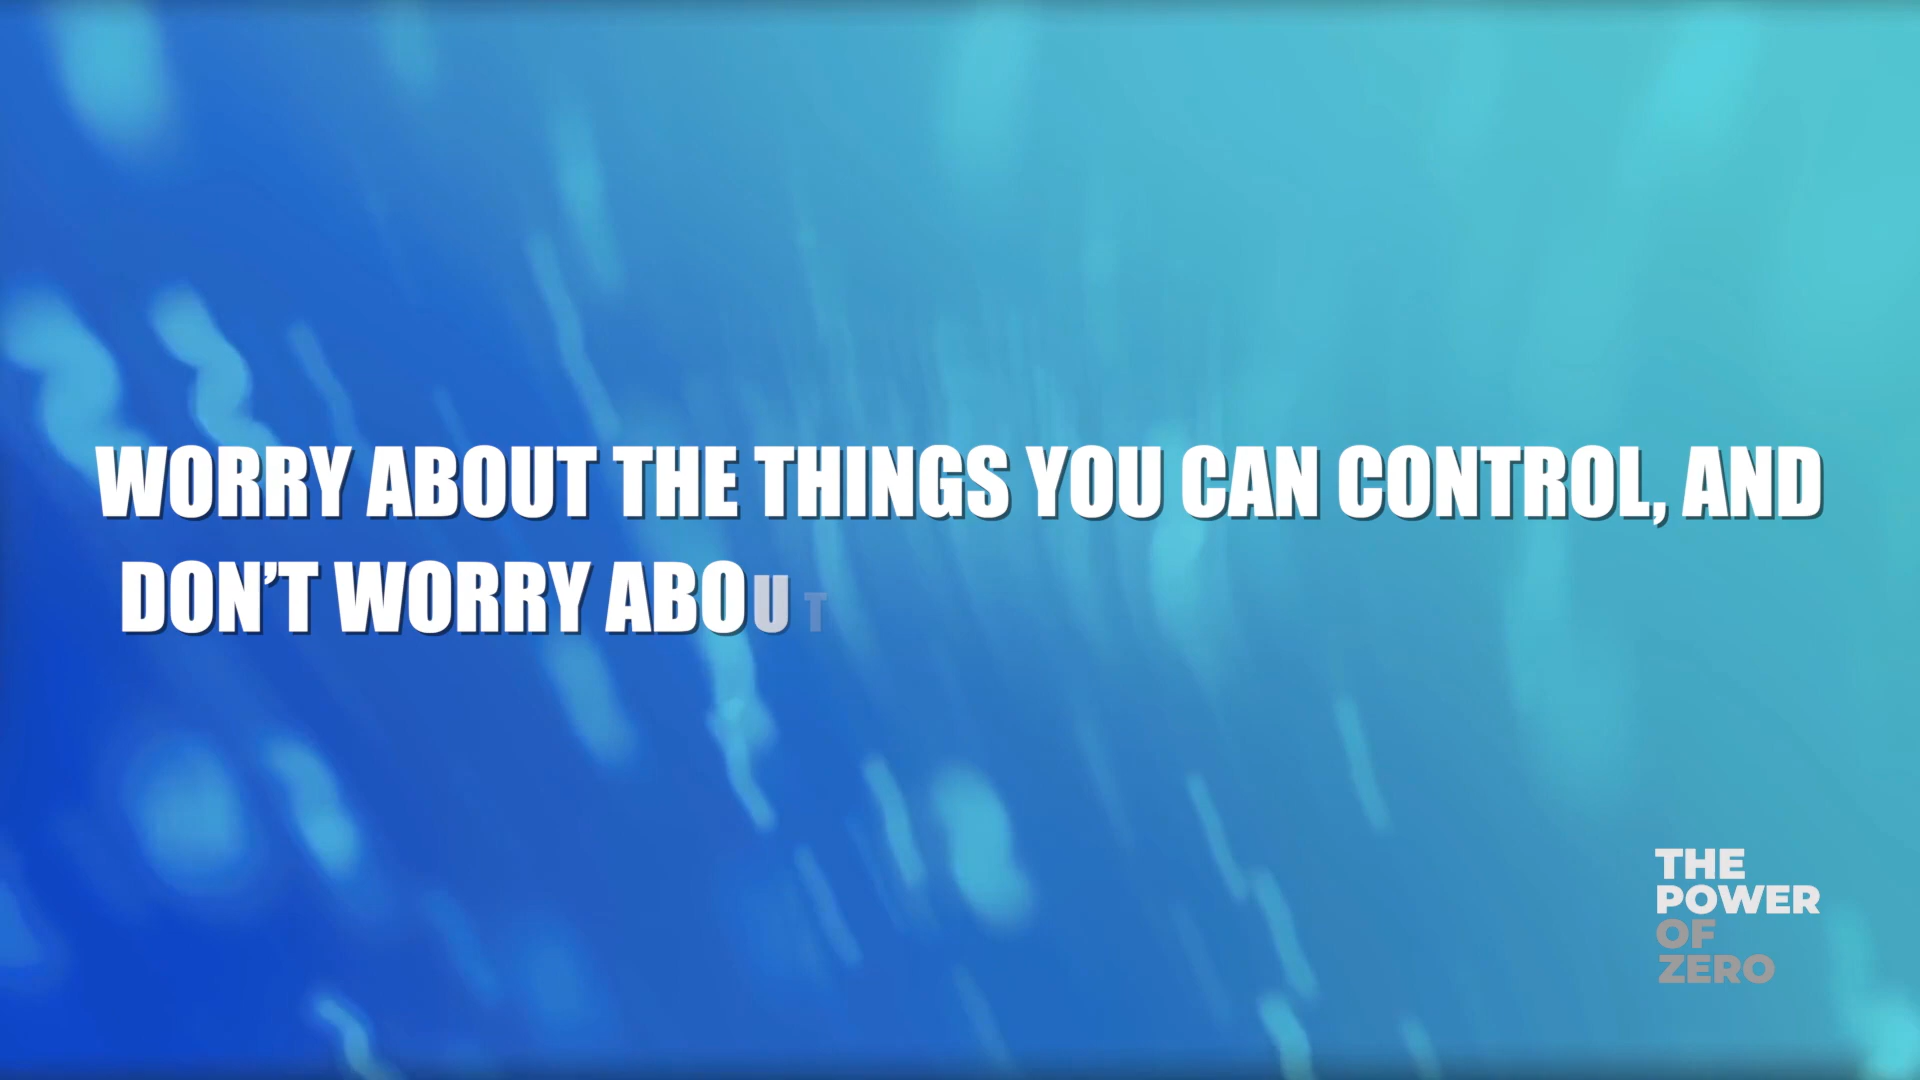 WORRY ABOUT THE THINGS YOU CAN CONTROL, AND
DON’T WORRY ABOUT
THE
POWER
OF
ZERO